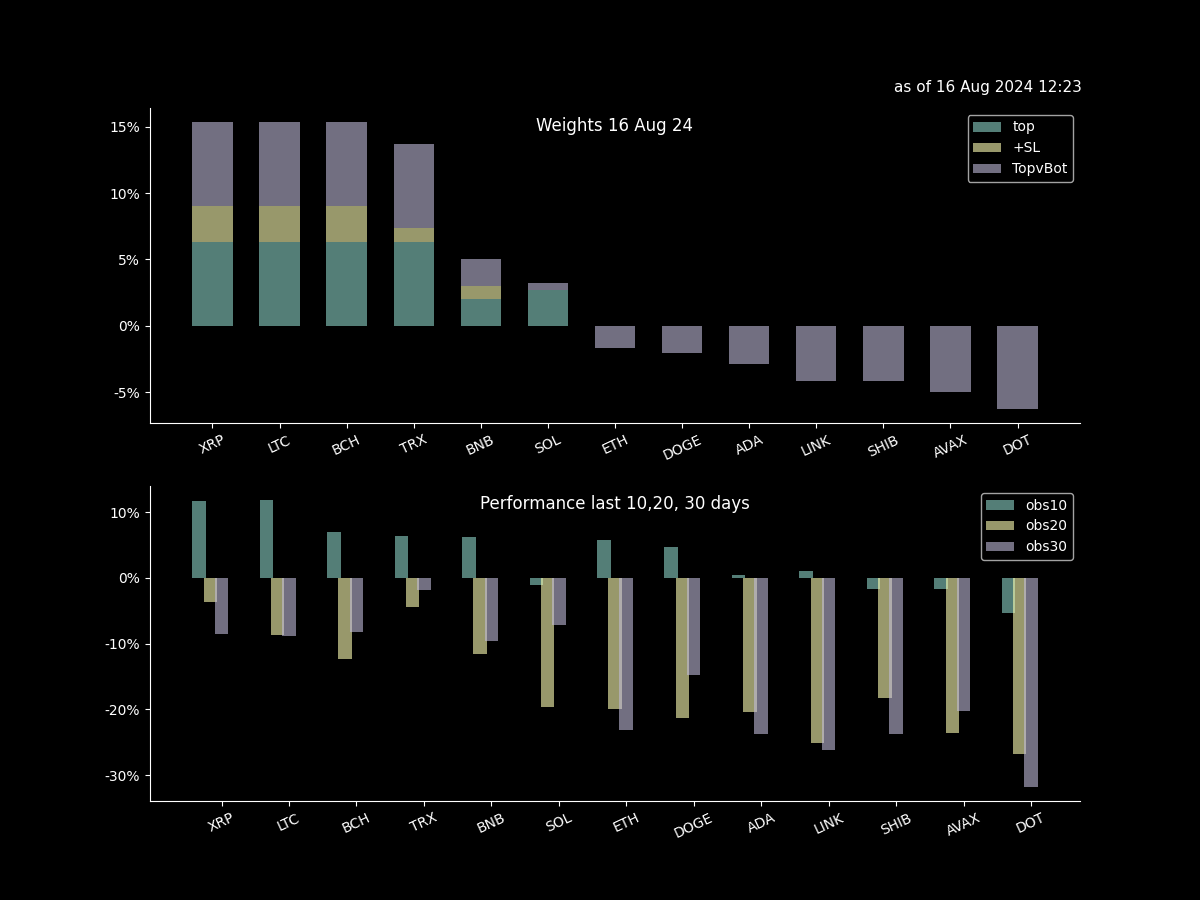 as of 16 Aug 2024 12:23
Weights 16 Aug 24
top
+SL
TopvBot
15%
10%
5%
0%
-5%
XRP LTC BCH TRX BNB SOL ETH DOGE ADA LINK SHIB AVAX DOT
Performance last 10,20, 30 days
obs10
obs20
obs30
10%
0%
-10%
-20%
-30%
XRP LTC BCH TRX BNB SOL ETH DOGE ADA LINK SHIB AVAX DOT